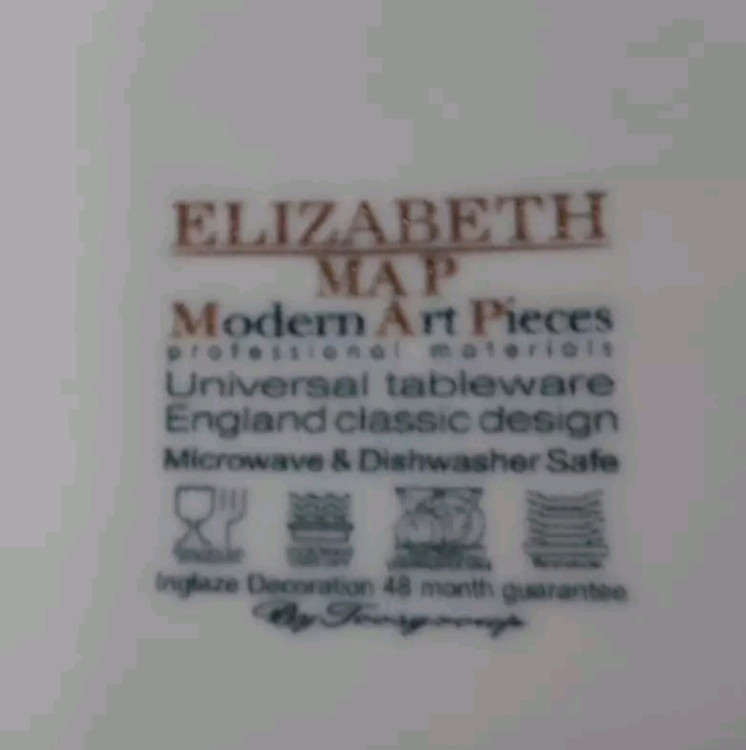 ELIZABETH
MAP
Modern Art Pieces
professional materials
Universal tableware
England classic design
Microwave & Dishwasher Safe
Inglaze Decoration 48 month guarantee
By